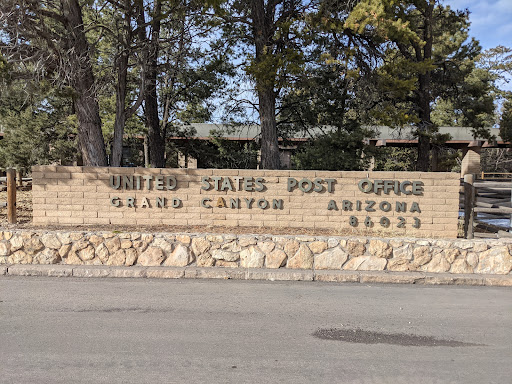 UNITED STATES POST OFFICE
GRAND CANYON ARIZONA
86023